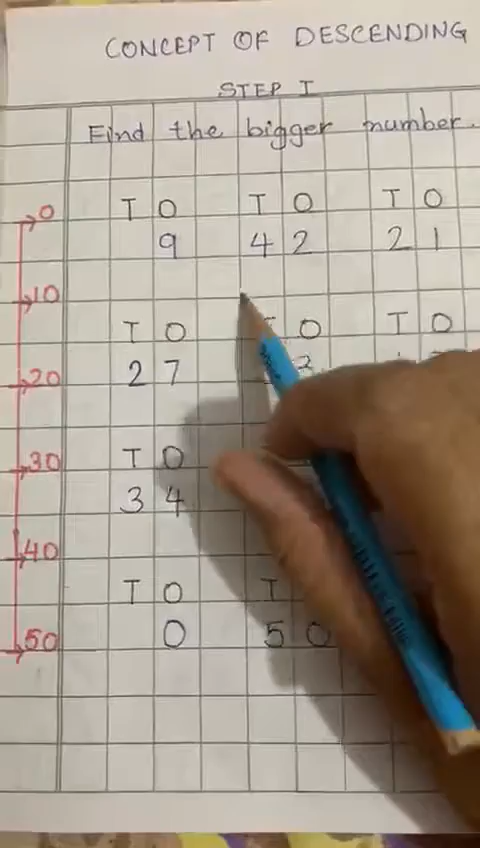 CONCEPT OF DESCENDING
STEP I
Find the bigger number.
0 T O T O T O
9 4 2 2 1
10
T O O T O
20 2 7
30 T O
3 4
40
T O T
50 0 5 0